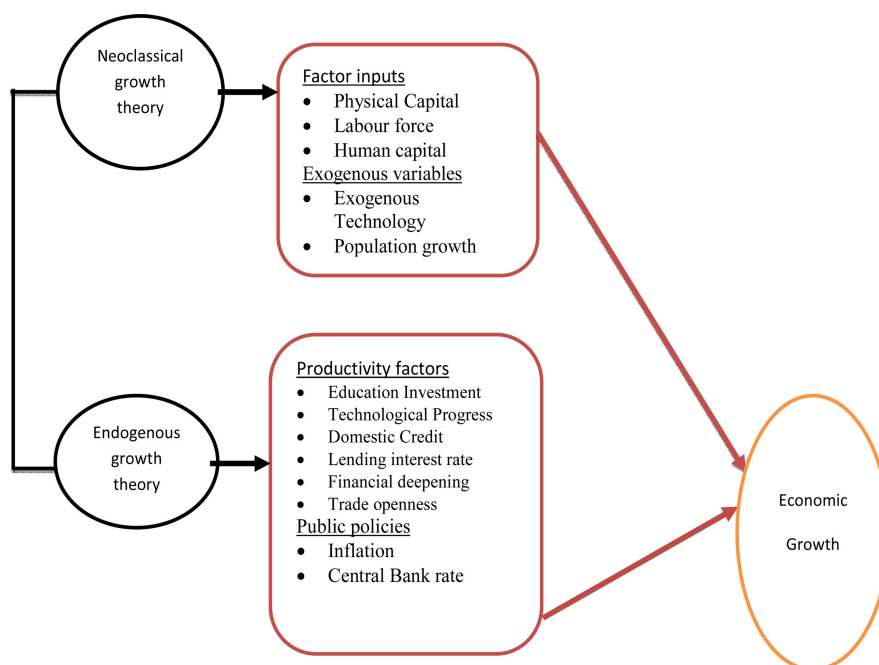 Neoclassical
growth
theory
Factor inputs
• Physical Capital
• Labour force
• Human capital
Exogenous variables
• Exogenous
Technology
• Population growth
Endogenous
growth
theory
Productivity factors
• Education Investment
• Technological Progress
• Domestic Credit
• Lending interest rate
• Financial deepening
• Trade openness
Public policies
• Inflation
• Central Bank rate
Economic
Growth